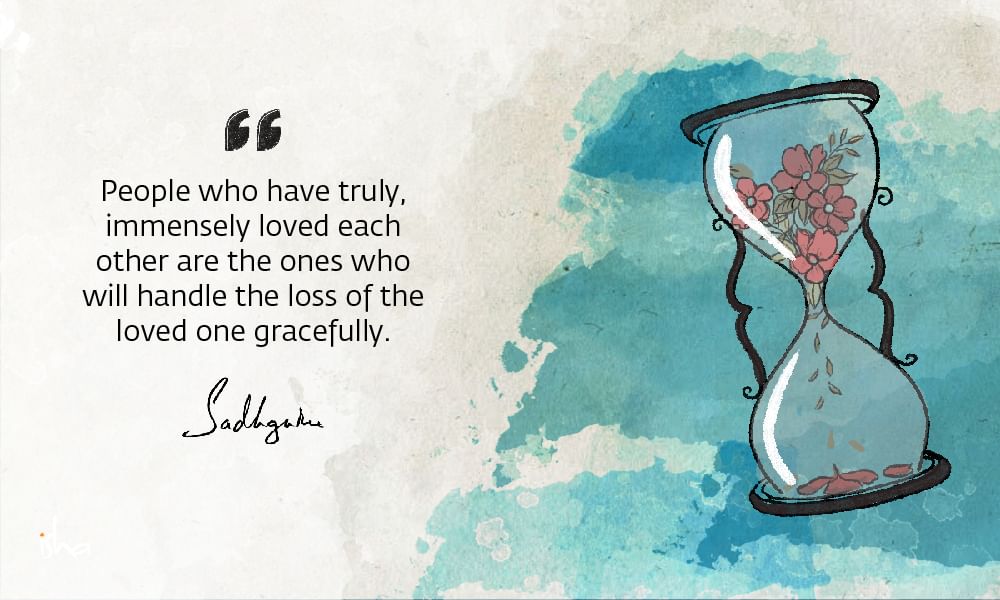 ❝
People who have truly,
immensely loved each
other are the ones who
will handle the loss of the
loved one gracefully.
Sadhguru
isha